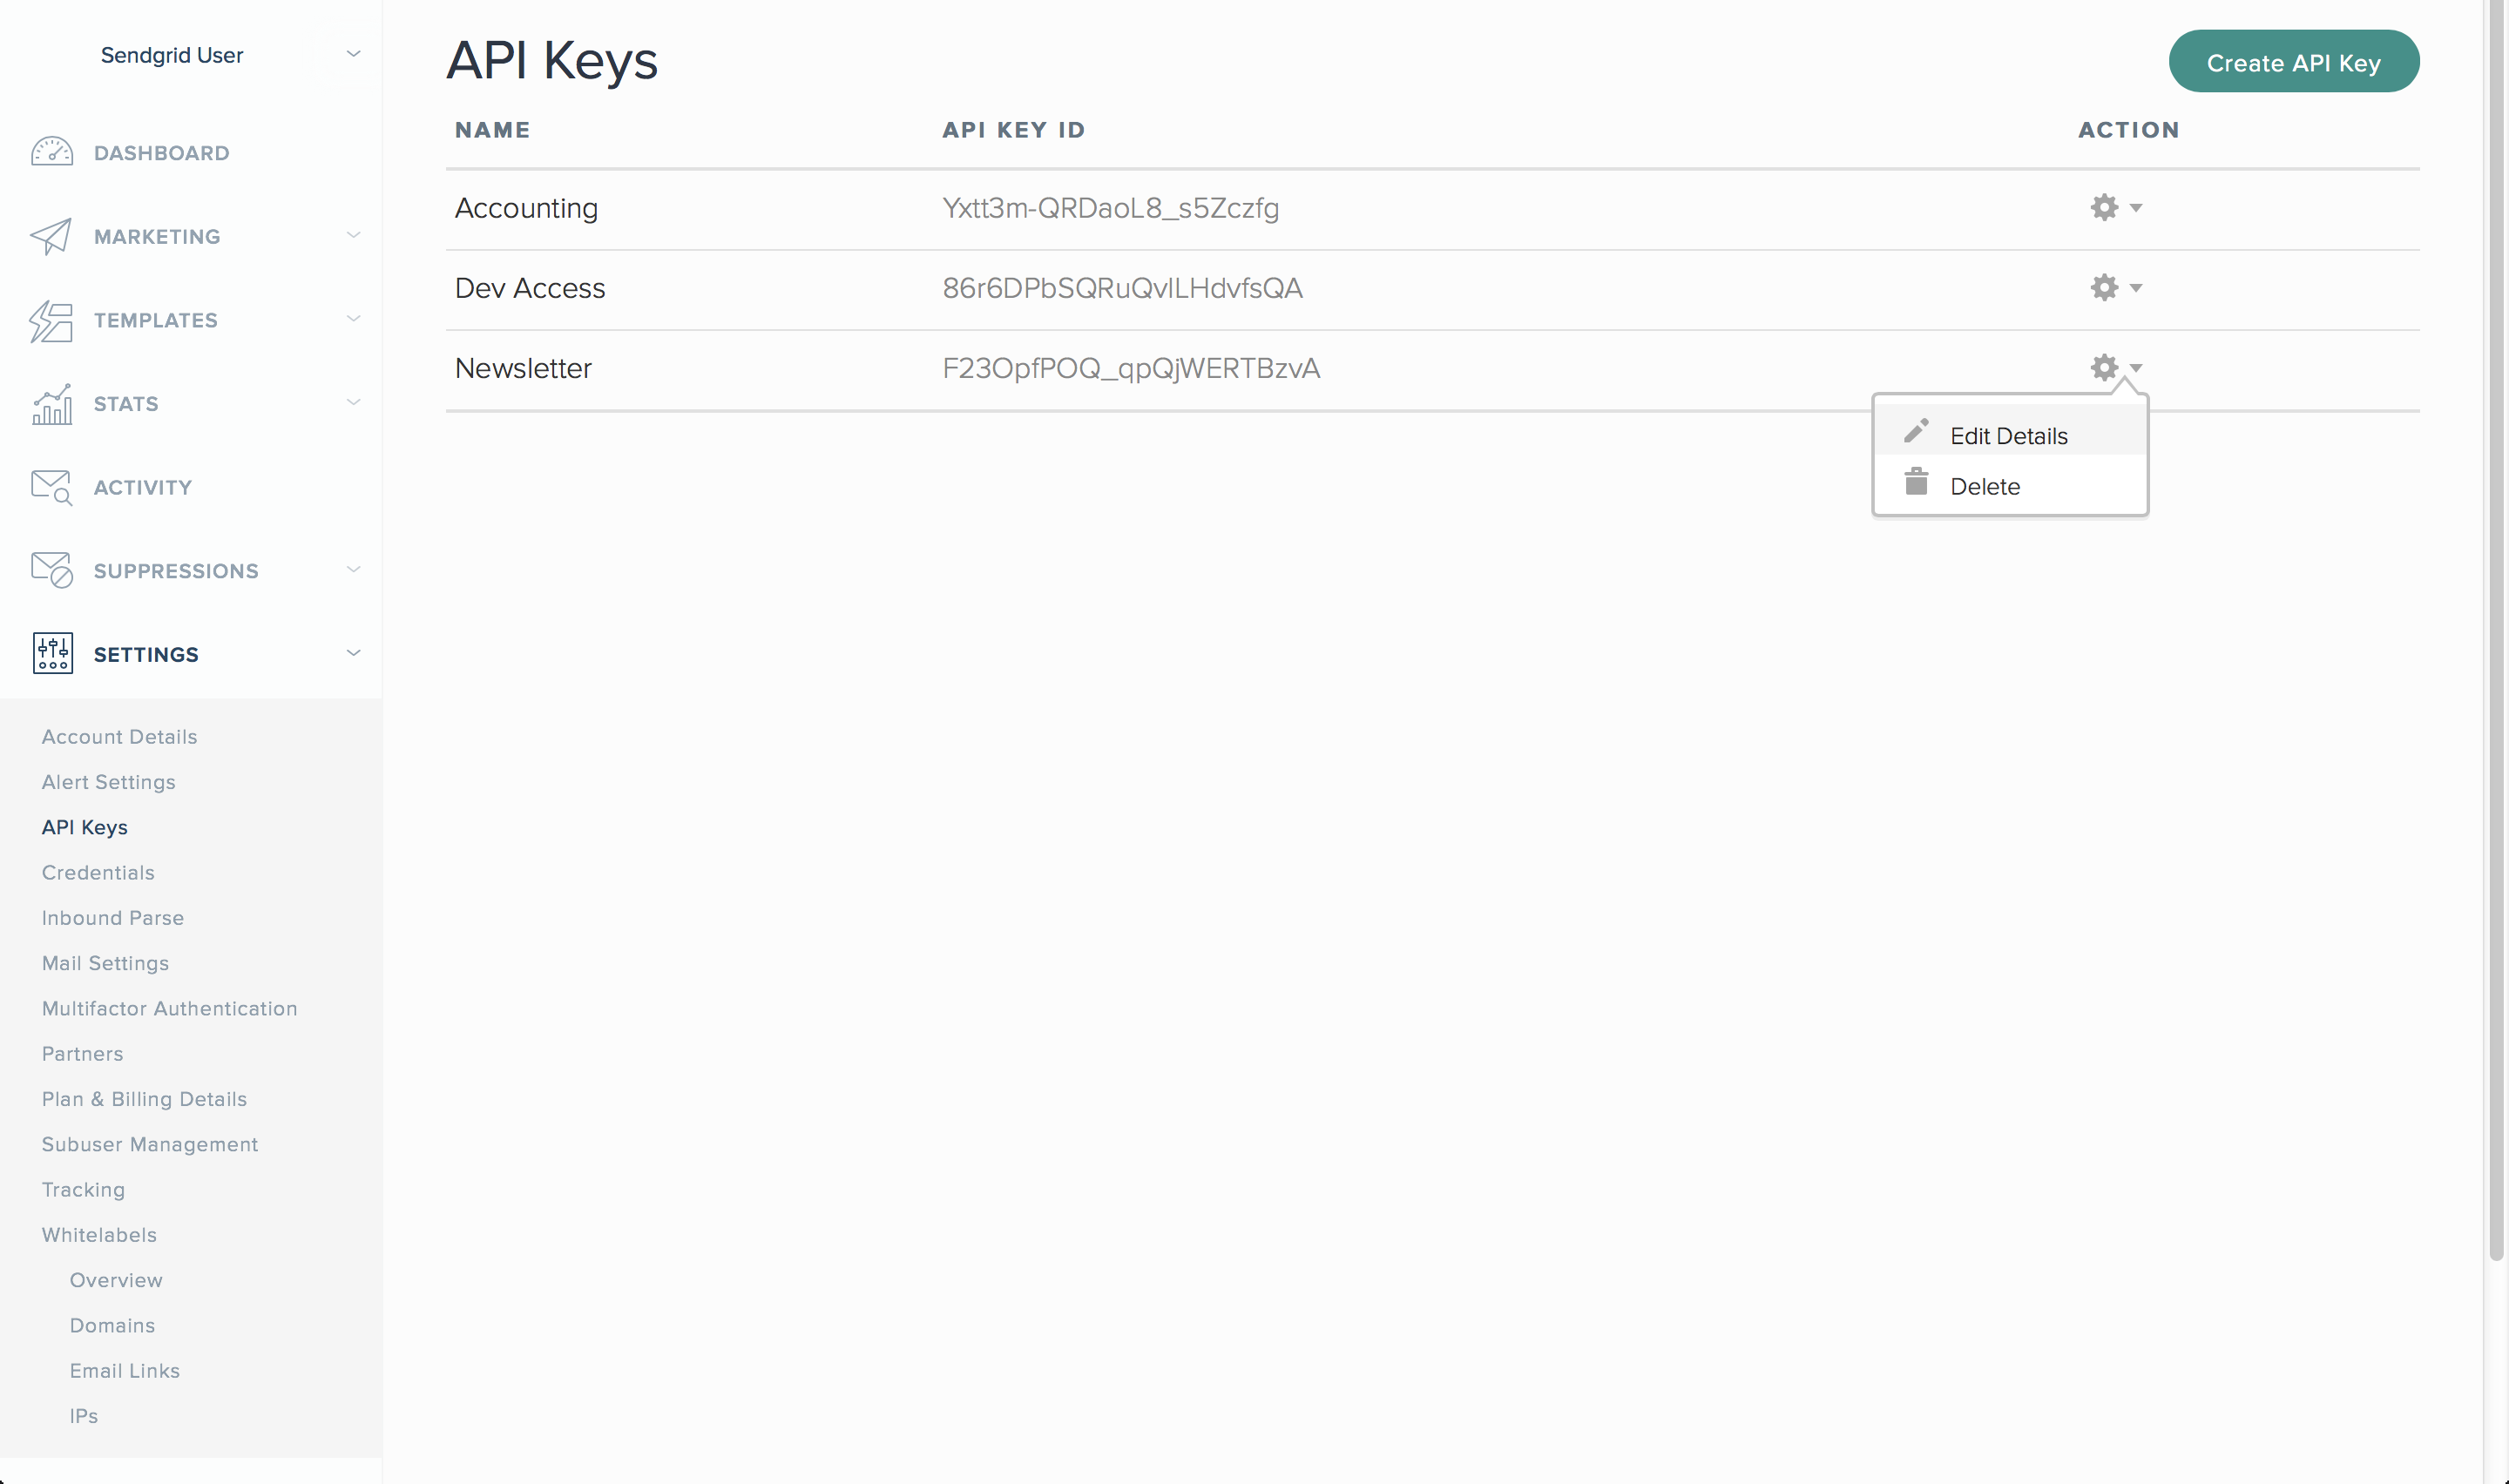 Sendgrid User
DASHBOARD
MARKETING
TEMPLATES
STATS
ACTIVITY
SUPPRESSIONS
SETTINGS
Account Details
Alert Settings
API Keys
Credentials
Inbound Parse
Mail Settings
Multifactor Authentication
Partners
Plan & Billing Details
Subuser Management
Tracking
Whitelabels
Overview
Domains
Email Links
IPs
API Keys
Create API Key
NAME API KEY ID ACTION
Accounting Yxtt3m-QRDaoL8_s5Zczfg
Dev Access 86r6DPbSQRuQvlLHdvfsQA
Newsletter F23OpfPOQ_qpQjWERTBzvA
Edit Details
Delete